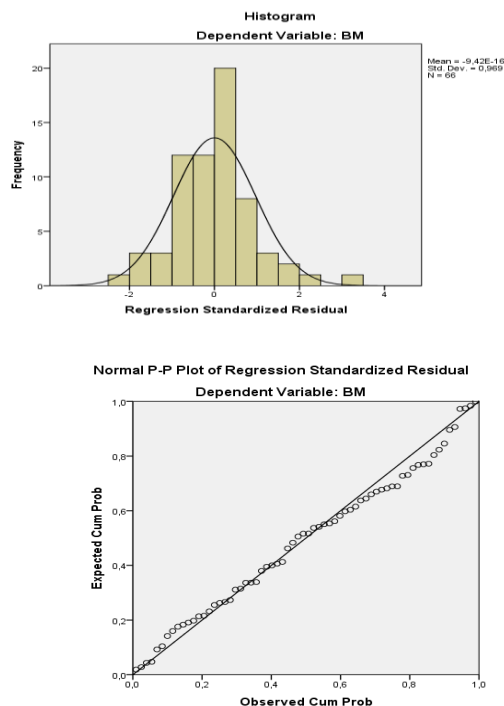 Histogram
Dependent Variable: BM
Mean = -9,42E-16
Std. Dev. = 0,969
N = 66
20
15
10
5
0
Frequency
-2 0 2 4
Regression Standardized Residual
Normal P-P Plot of Regression Standardized Residual
Dependent Variable: BM
1,0
0,8
0,6
0,4
0,2
0,0
Expected Cum Prob
0,0 0,2 0,4 0,6 0,8 1,0
Observed Cum Prob